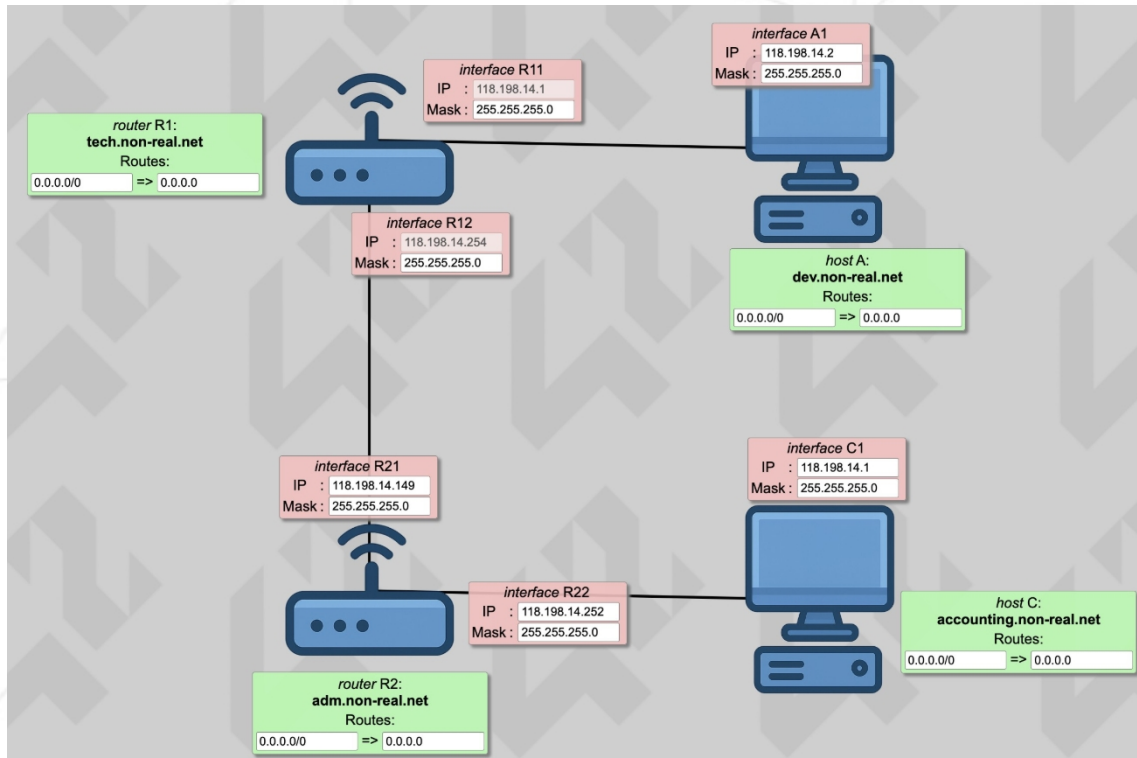 interface A1
IP : 118.198.14.2
Mask : 255.255.255.0
interface R11
IP : 118.198.14.1
Mask : 255.255.255.0
router R1:
tech.non-real.net
Routes:
0.0.0.0/0 => 0.0.0.0
interface R12
IP : 118.198.14.254
Mask : 255.255.255.0
host A:
dev.non-real.net
Routes:
0.0.0.0/0 => 0.0.0.0
interface R21
IP : 118.198.14.149
Mask : 255.255.255.0
interface C1
IP : 118.198.14.1
Mask : 255.255.255.0
interface R22
IP : 118.198.14.252
Mask : 255.255.255.0
host C:
accounting.non-real.net
Routes:
0.0.0.0/0 => 0.0.0.0
router R2:
adm.non-real.net
Routes:
0.0.0.0/0 => 0.0.0.0